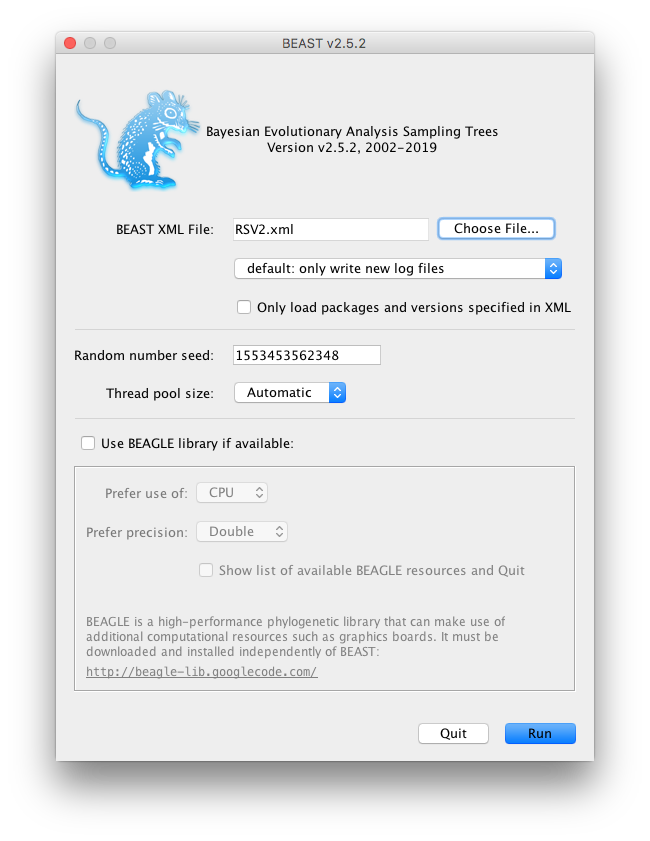 BEAST v2.5.2
Bayesian Evolutionary Analysis Sampling Trees
Version v2.5.2, 2002-2019
BEAST XML File: RSV2.xml Choose File...
default: only write new log files
Only load packages and versions specified in XML
Random number seed: 1553453562348
Thread pool size: Automatic
Use BEAGLE library if available:
Prefer use of: CPU
Prefer precision: Double
Show list of available BEAGLE resources and Quit
BEAGLE is a high-performance phylogenetic library that can make use of
additional computational resources such as graphics boards. It must be
downloaded and installed independently of BEAST:
http://beagle-lib.googlecode.com/
Quit Run